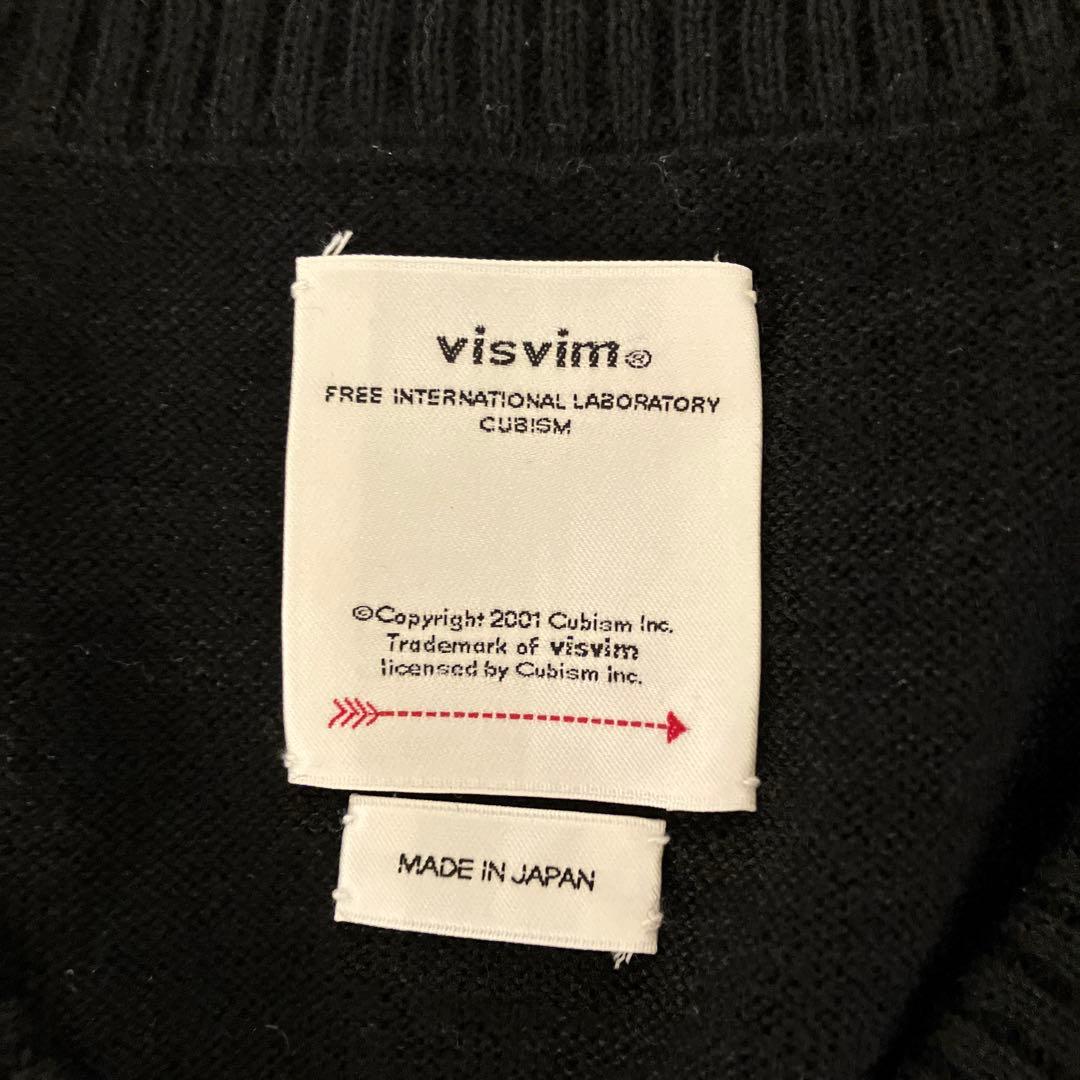 visvim®
FREE INTERNATIONAL LABORATORY
CUBISM
©Copyright 2001 Cubism Inc.
Trademark of visvim
licensed by Cubism Inc.
MADE IN JAPAN